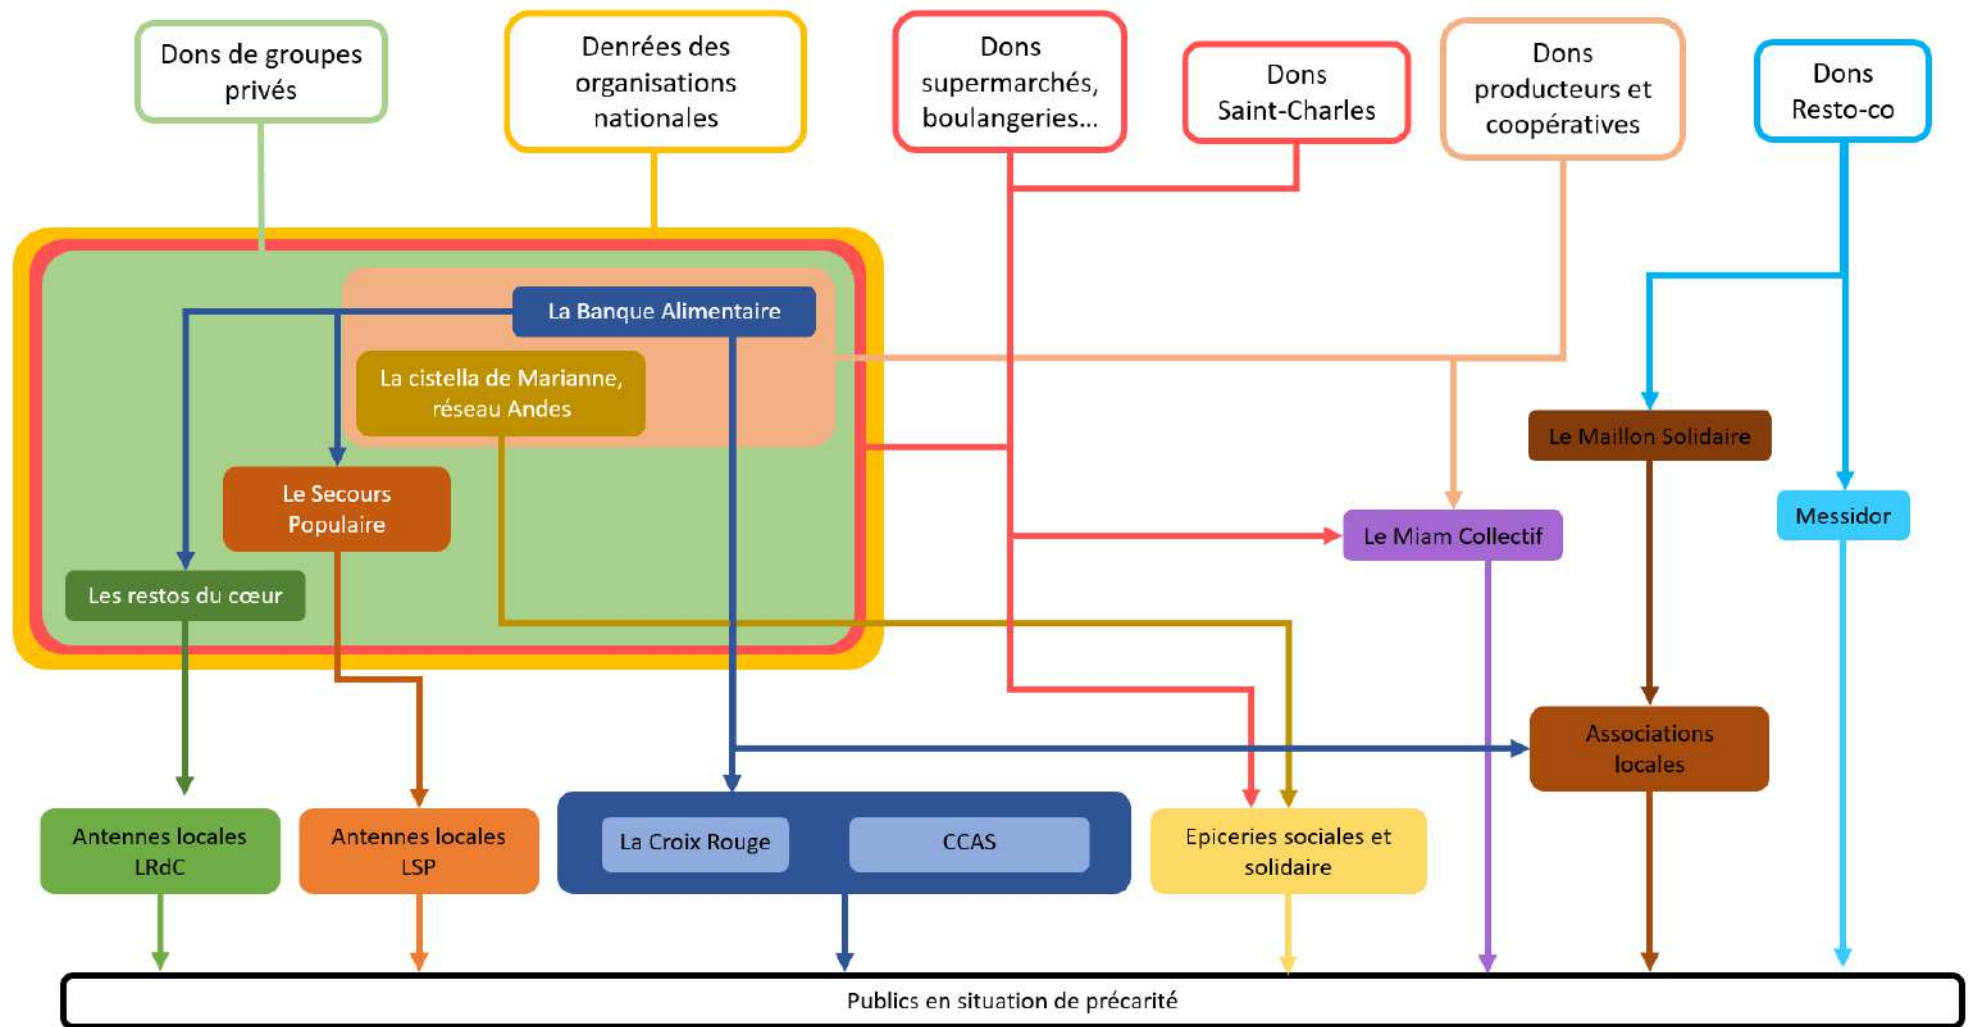 Dons de groupes
privés
Denrées des
organisations
nationales
Dons
supermarchés,
boulangeries...
Dons
Saint-Charles
Dons
producteurs et
coopératives
Dons
Resto-co
La Banque Alimentaire
La cistella de Marianne,
réseau Andes
Le Maillon Solidaire
Le Secours
Populaire
Messidor
Le Miam Collectif
Les restos du cœur
Associations
locales
Antennes locales
LRdC
Antennes locales
LSP
La Croix Rouge
CCAS
Epiceries sociales et
solidaire
Publics en situation de précarité